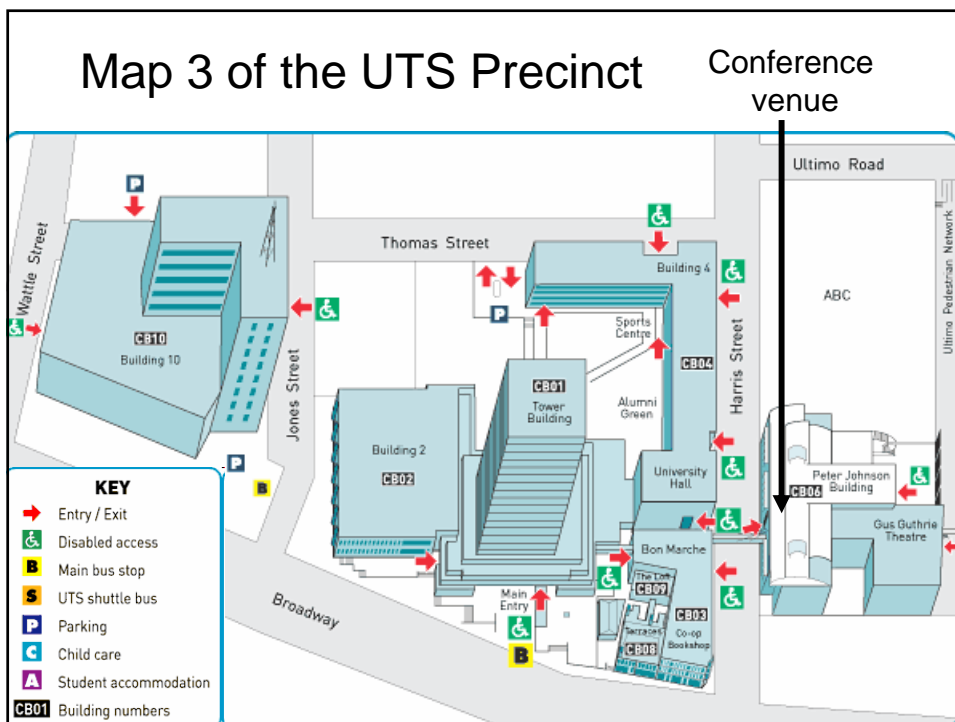 Map 3 of the UTS Precinct
Conference
venue
Ultimo Road
P
Wattle Street
Thomas Street
Building 4
ABC
Ultimo Pedestrian Network
P
Sports
Centre
CB10
Building 10
Jones Street
CB01
Tower
Building
CB04
Harris Street
Alumni
Green
Building 2
CB02
University
Hall
Peter Johnson
Building
CB06
Gus Guthrie
Theatre
P
B
Bon Marche
The Loft
CB09
Main
Entry
CB03
Terraces
Co-op
Bookshop
CB08
Broadway
B
KEY
Entry / Exit
Disabled access
B Main bus stop
S UTS shuttle bus
P Parking
C Child care
A Student accommodation
CB01 Building numbers